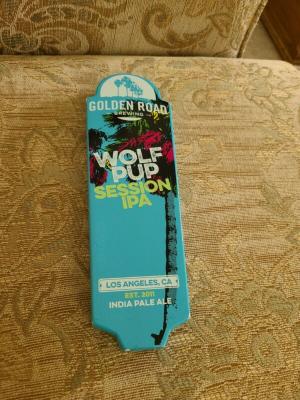 GOLDEN ROAD
BREWING
WOLF
PUP
SESSION
IPA
LOS ANGELES, CA
EST. 2011
INDIA PALE ALE